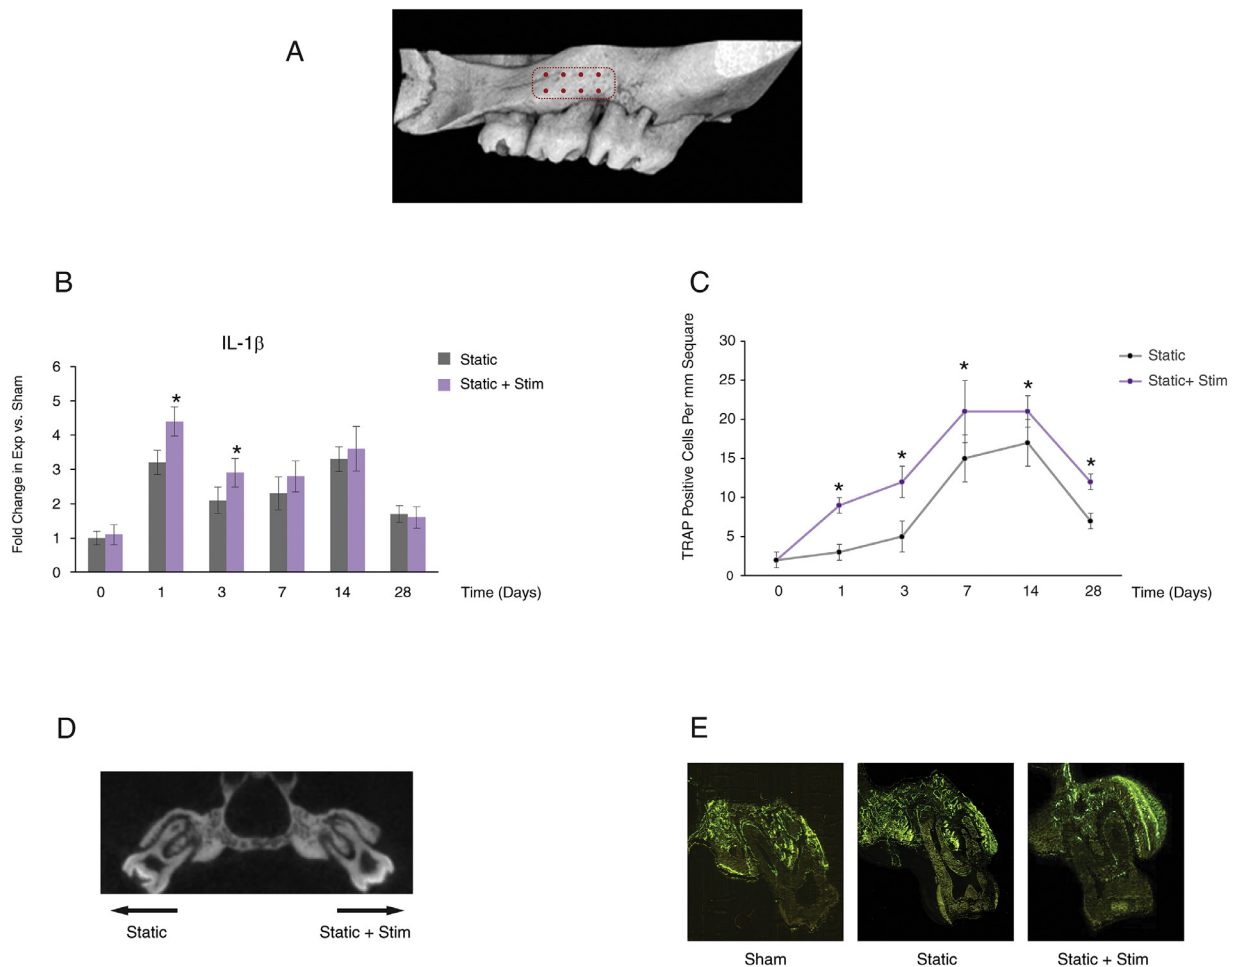 A
B
IL-1β
Fold Change in Exp vs. Sham
6
5
4
3
2
1
0
*
*
0 1 3 7 14 28 Time (Days)
Static
Static + Stim
C
TRAP Positive Cells Per mm Sequare
30
25
20
15
10
5
0
*
*
*
*
*
0 1 3 7 14 28 Time (Days)
Static
Static+ Stim
D
Static Static + Stim
E
Sham Static Static + Stim